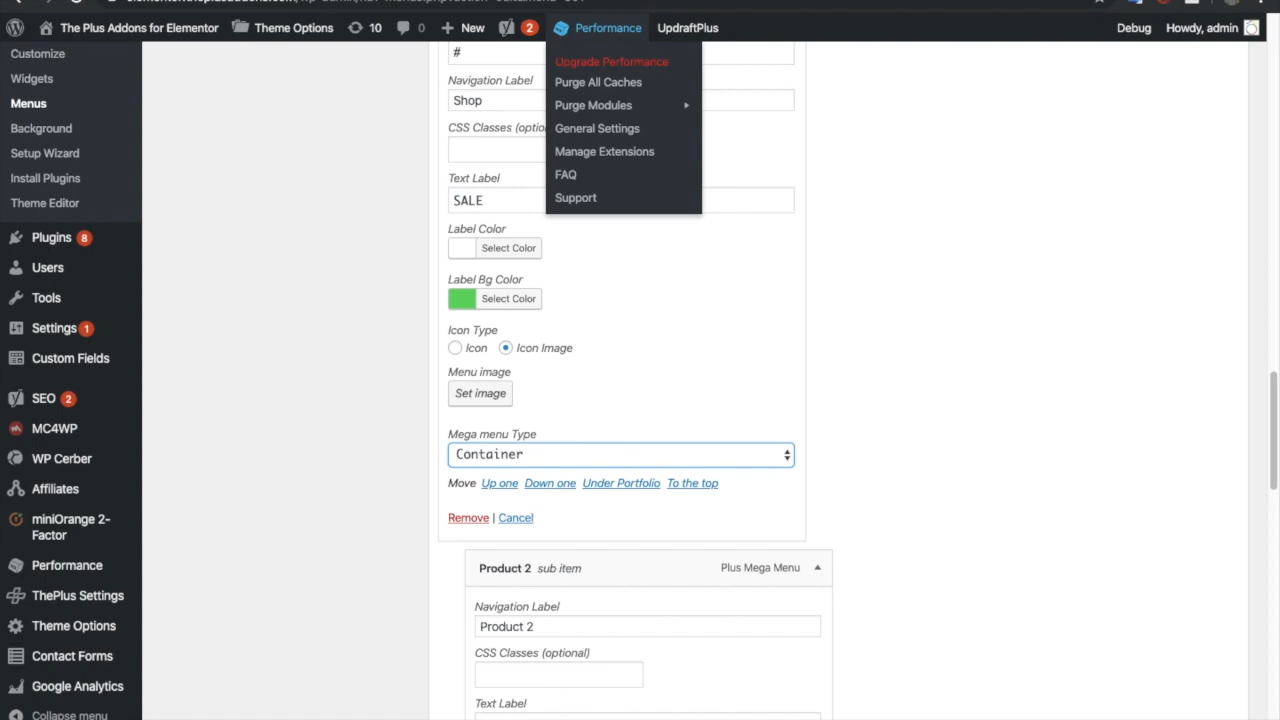 The Plus Addons for Elementor
Theme Options
10
0
New
2
Performance
UpdraftPlus
Debug
Howdy, admin
Customize
Widgets
Menus
Background
Setup Wizard
Install Plugins
Theme Editor
Plugins 8
Users
Tools
Settings 1
Custom Fields
SEO 2
MC4WP
WP Cerber
Affiliates
miniOrange 2-
Factor
Performance
ThePlus Settings
Theme Options
Contact Forms
Google Analytics
Collapse menu
Upgrade Performance
Purge All Caches
Purge Modules
General Settings
Manage Extensions
FAQ
Support
#
Navigation Label
Shop
CSS Classes
Text Label
SALE
Label Color
Select Color
Label Bg Color
Select Color
Icon Type
Icon Icon Image
Menu image
Set image
Mega menu Type
Container
Move Up one Down one Under Portfolio To the top
Remove | Cancel
Product 2 sub item Plus Mega Menu
Navigation Label
Product 2
CSS Classes (optional)
Text Label